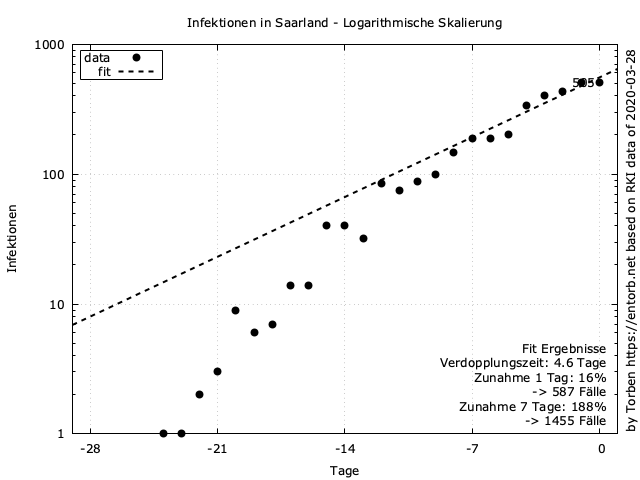 Infektionen in Saarland - Logarithmische Skalierung
1000
100
10
1
-28
-21
-14
-7
0
Infektionen
Tage
data
fit
505
Fit Ergebnisse
Verdopplungszeit: 4.6 Tage
Zunahme 1 Tag: 16%
-> 587 Fälle
Zunahme 7 Tage: 188%
-> 1455 Fälle
by Torben https://entorb.net based on RKI data of 2020-03-28